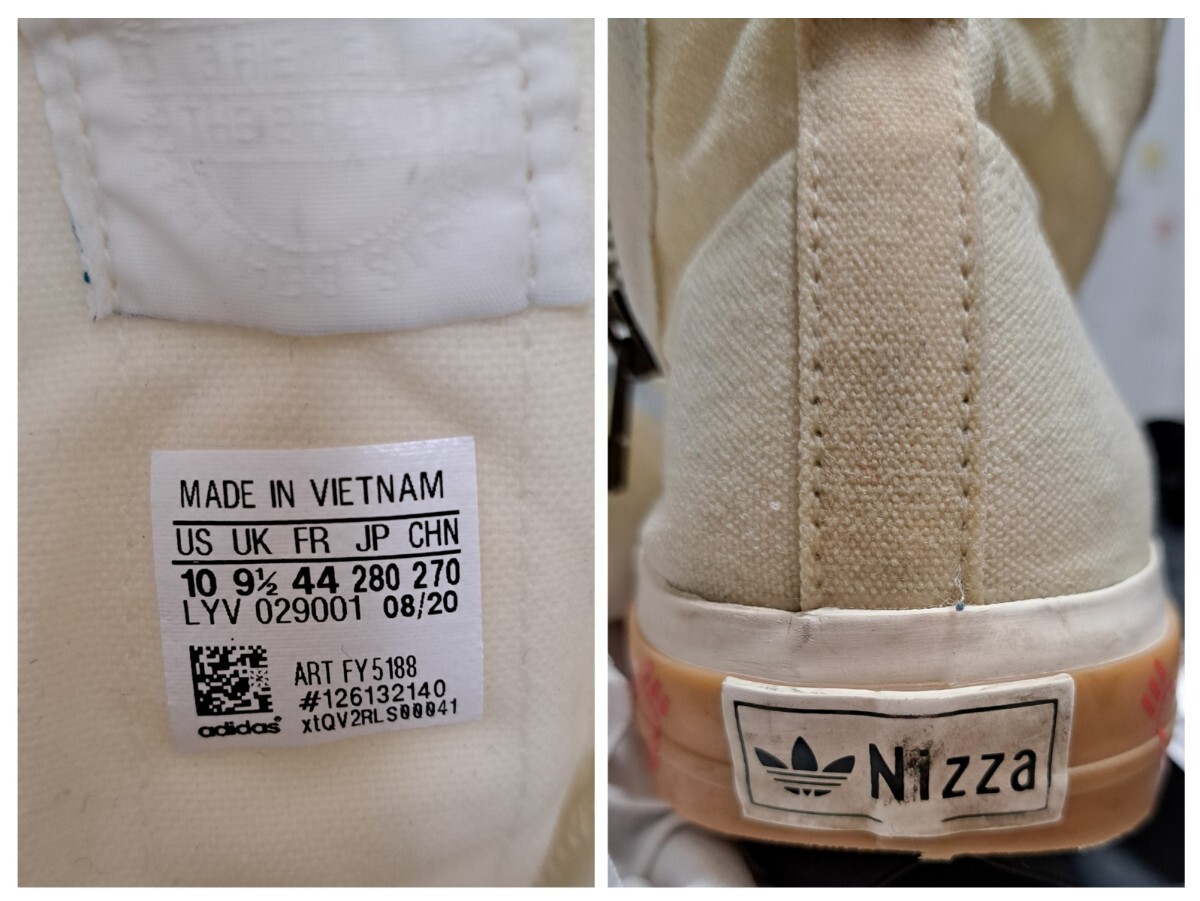 MADE IN VIETNAM
US UK FR JP CHN
10 9½ 44 280 270
LYV 029001 08/20
ART FY5188
#126132140
xtQV2RLS00041
adidas
Nizza